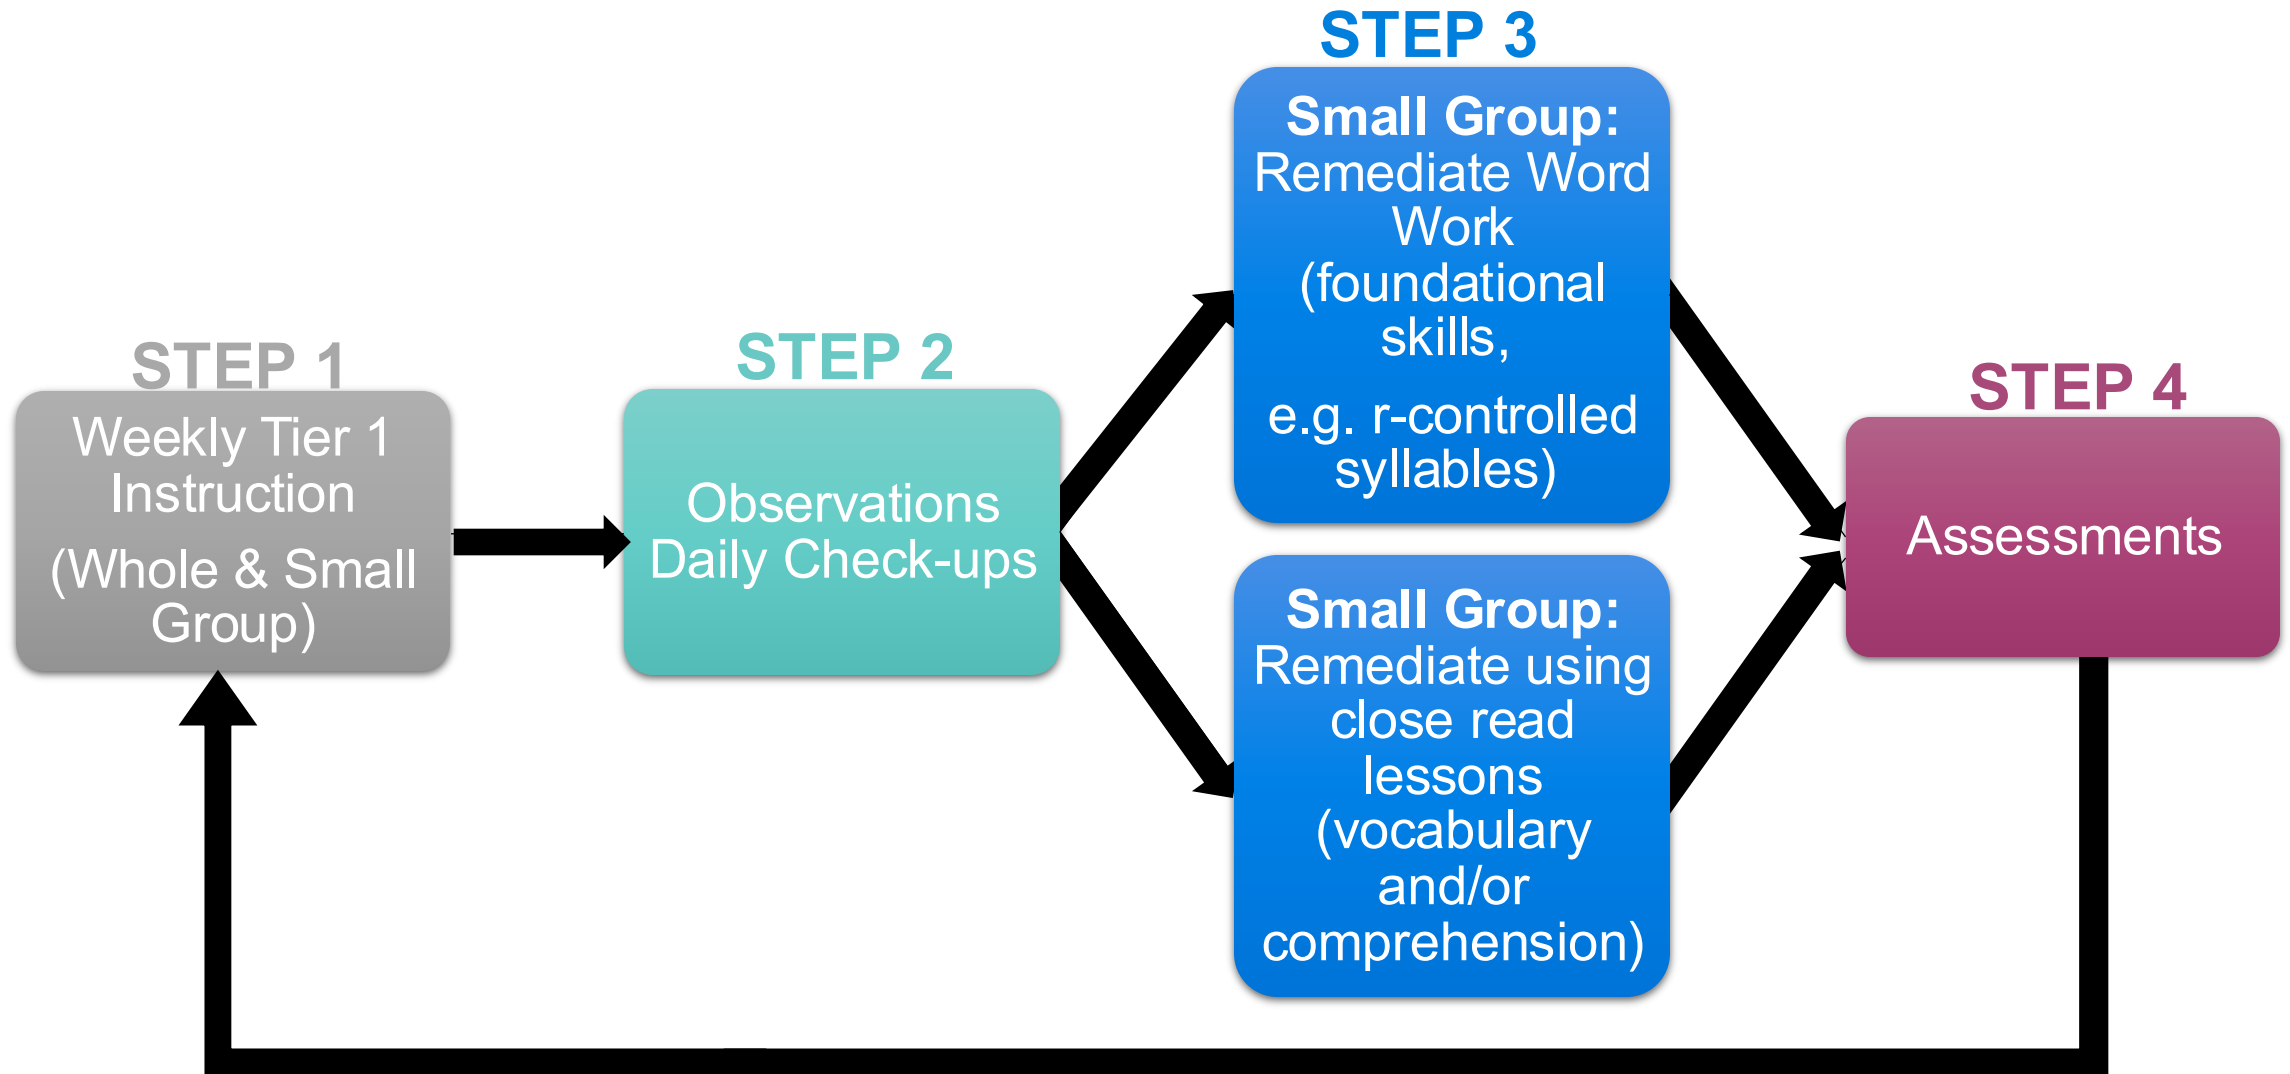 STEP 1
Weekly Tier 1
Instruction
(Whole & Small
Group)
STEP 2
Observations
Daily Check-ups
STEP 3
Small Group:
Remediate Word
Work
(foundational
skills,
e.g. r-controlled
syllables)
Small Group:
Remediate using
close read
lessons
(vocabulary
and/or
comprehension)
STEP 4
Assessments